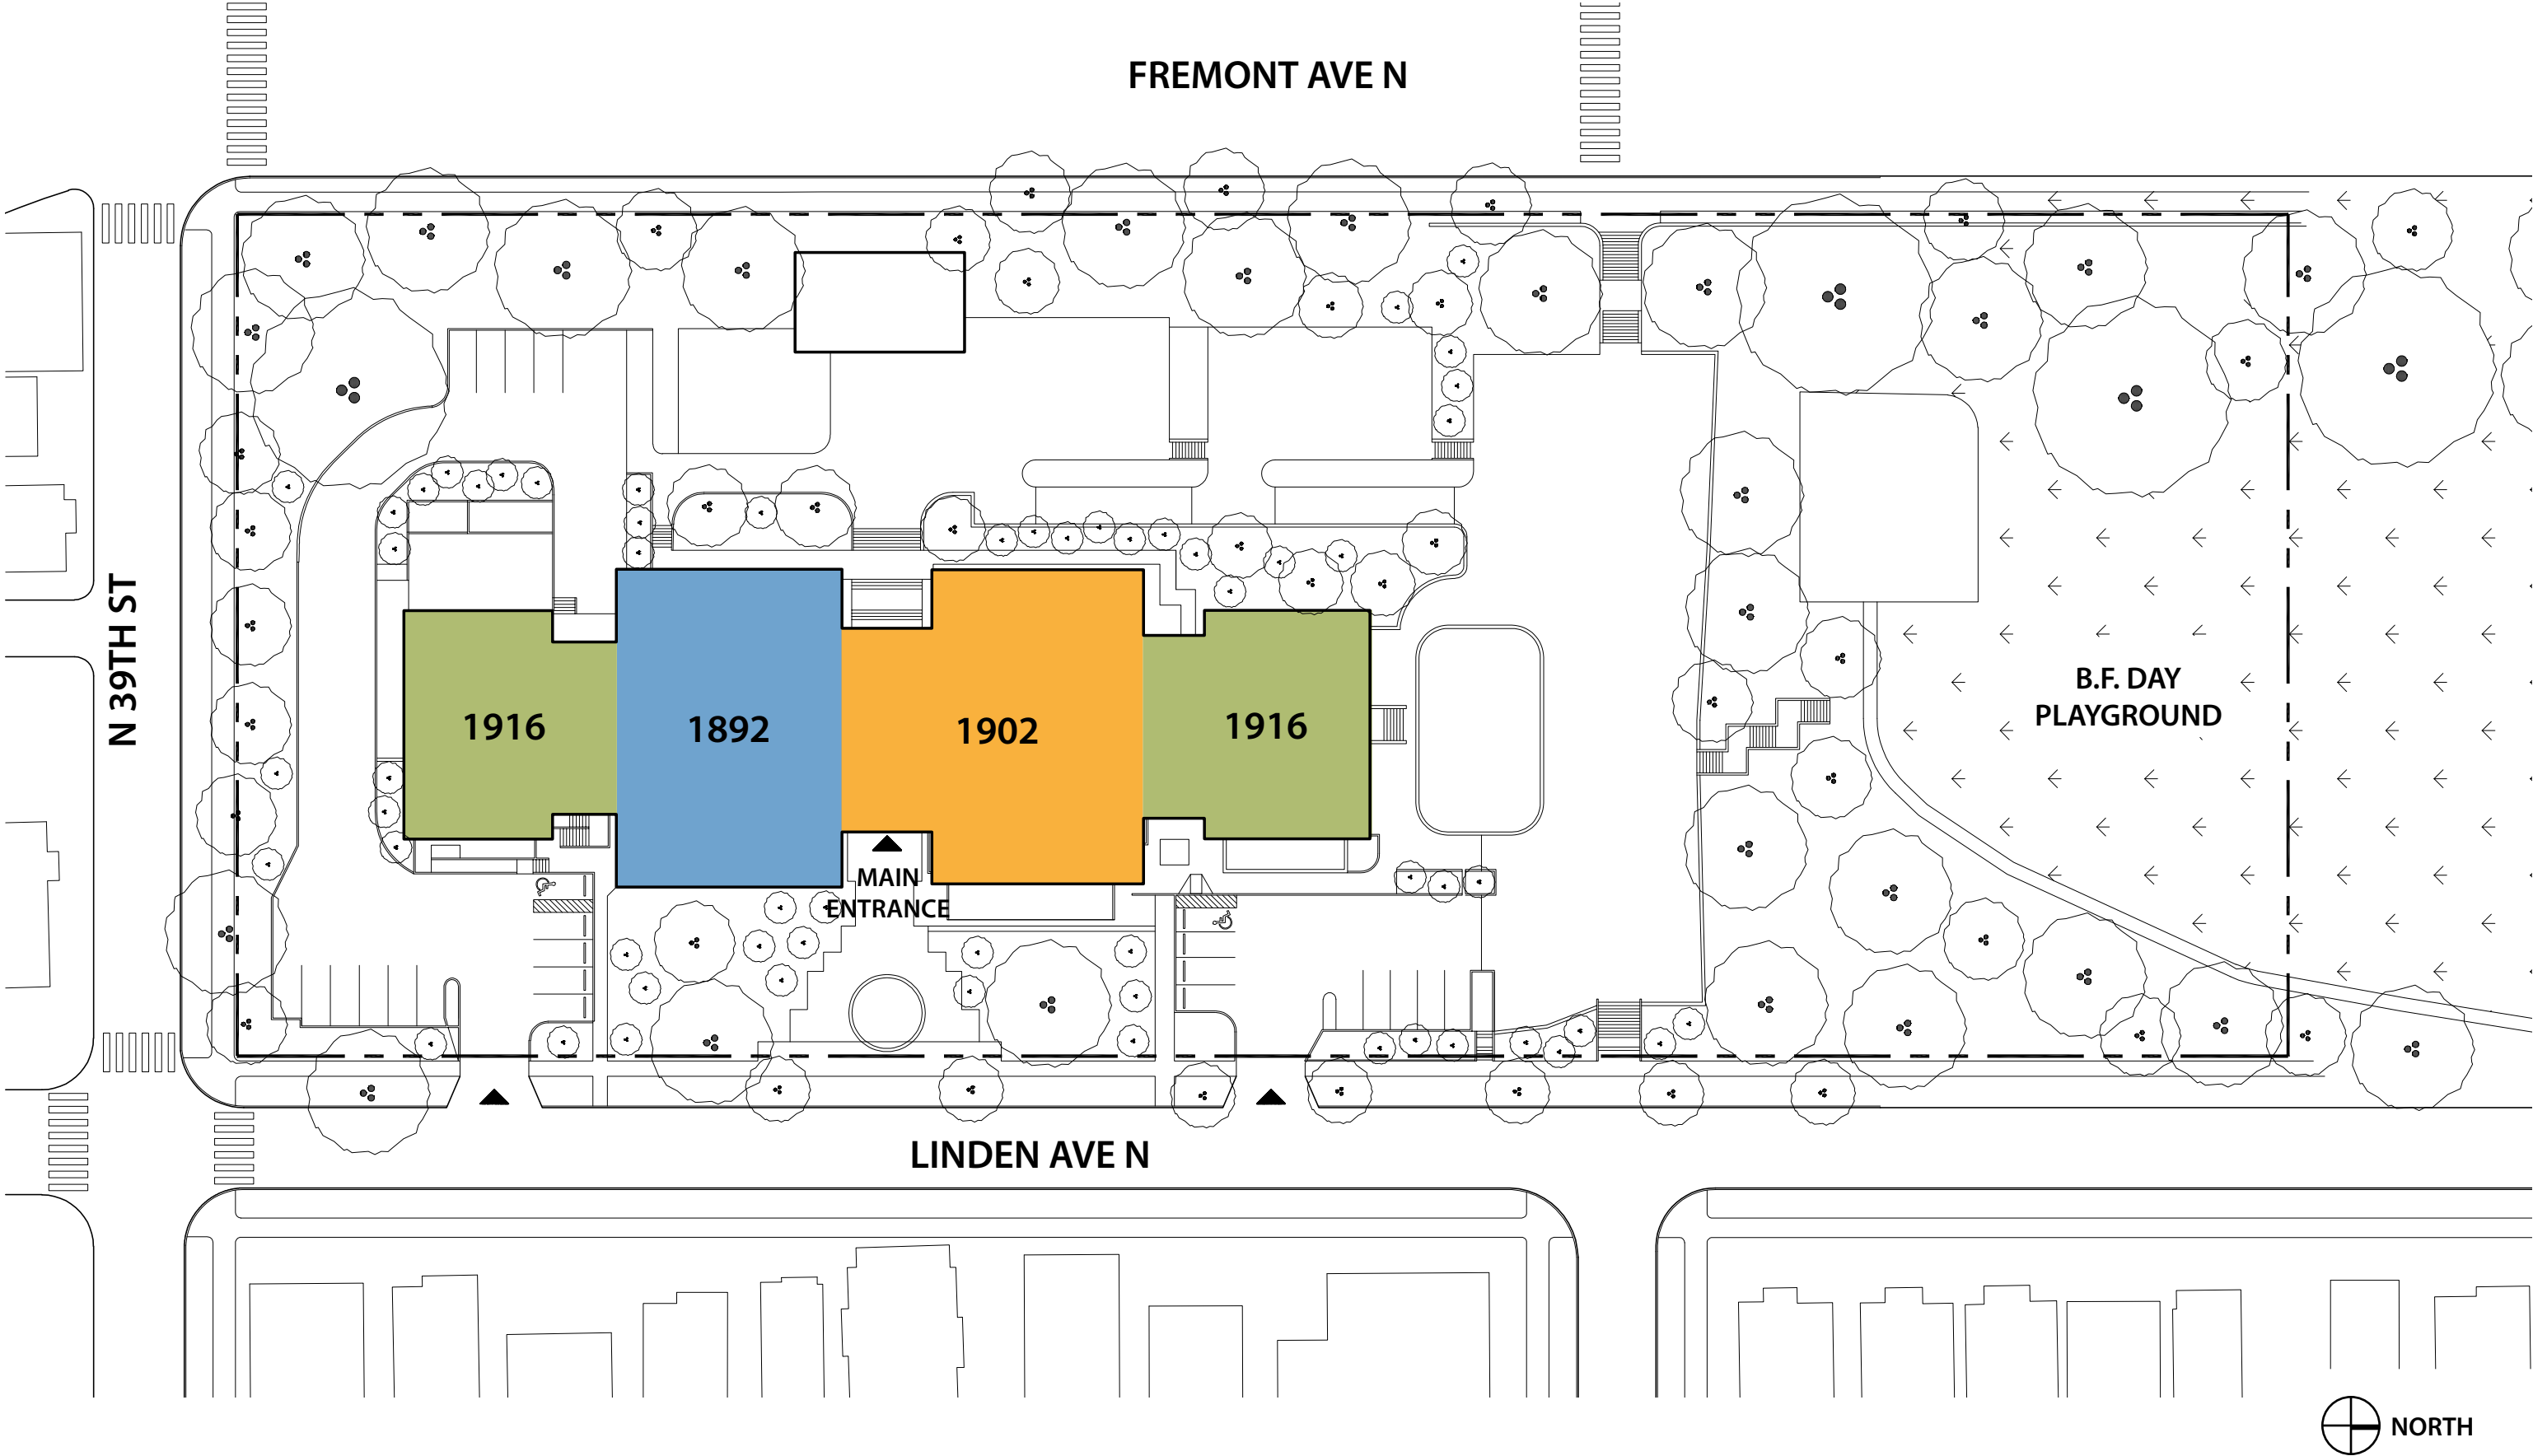 FREMONT AVE N
N 39TH ST
1916
1892
1902
1916
B.F. DAY
PLAYGROUND
MAIN
ENTRANCE
LINDEN AVE N
NORTH